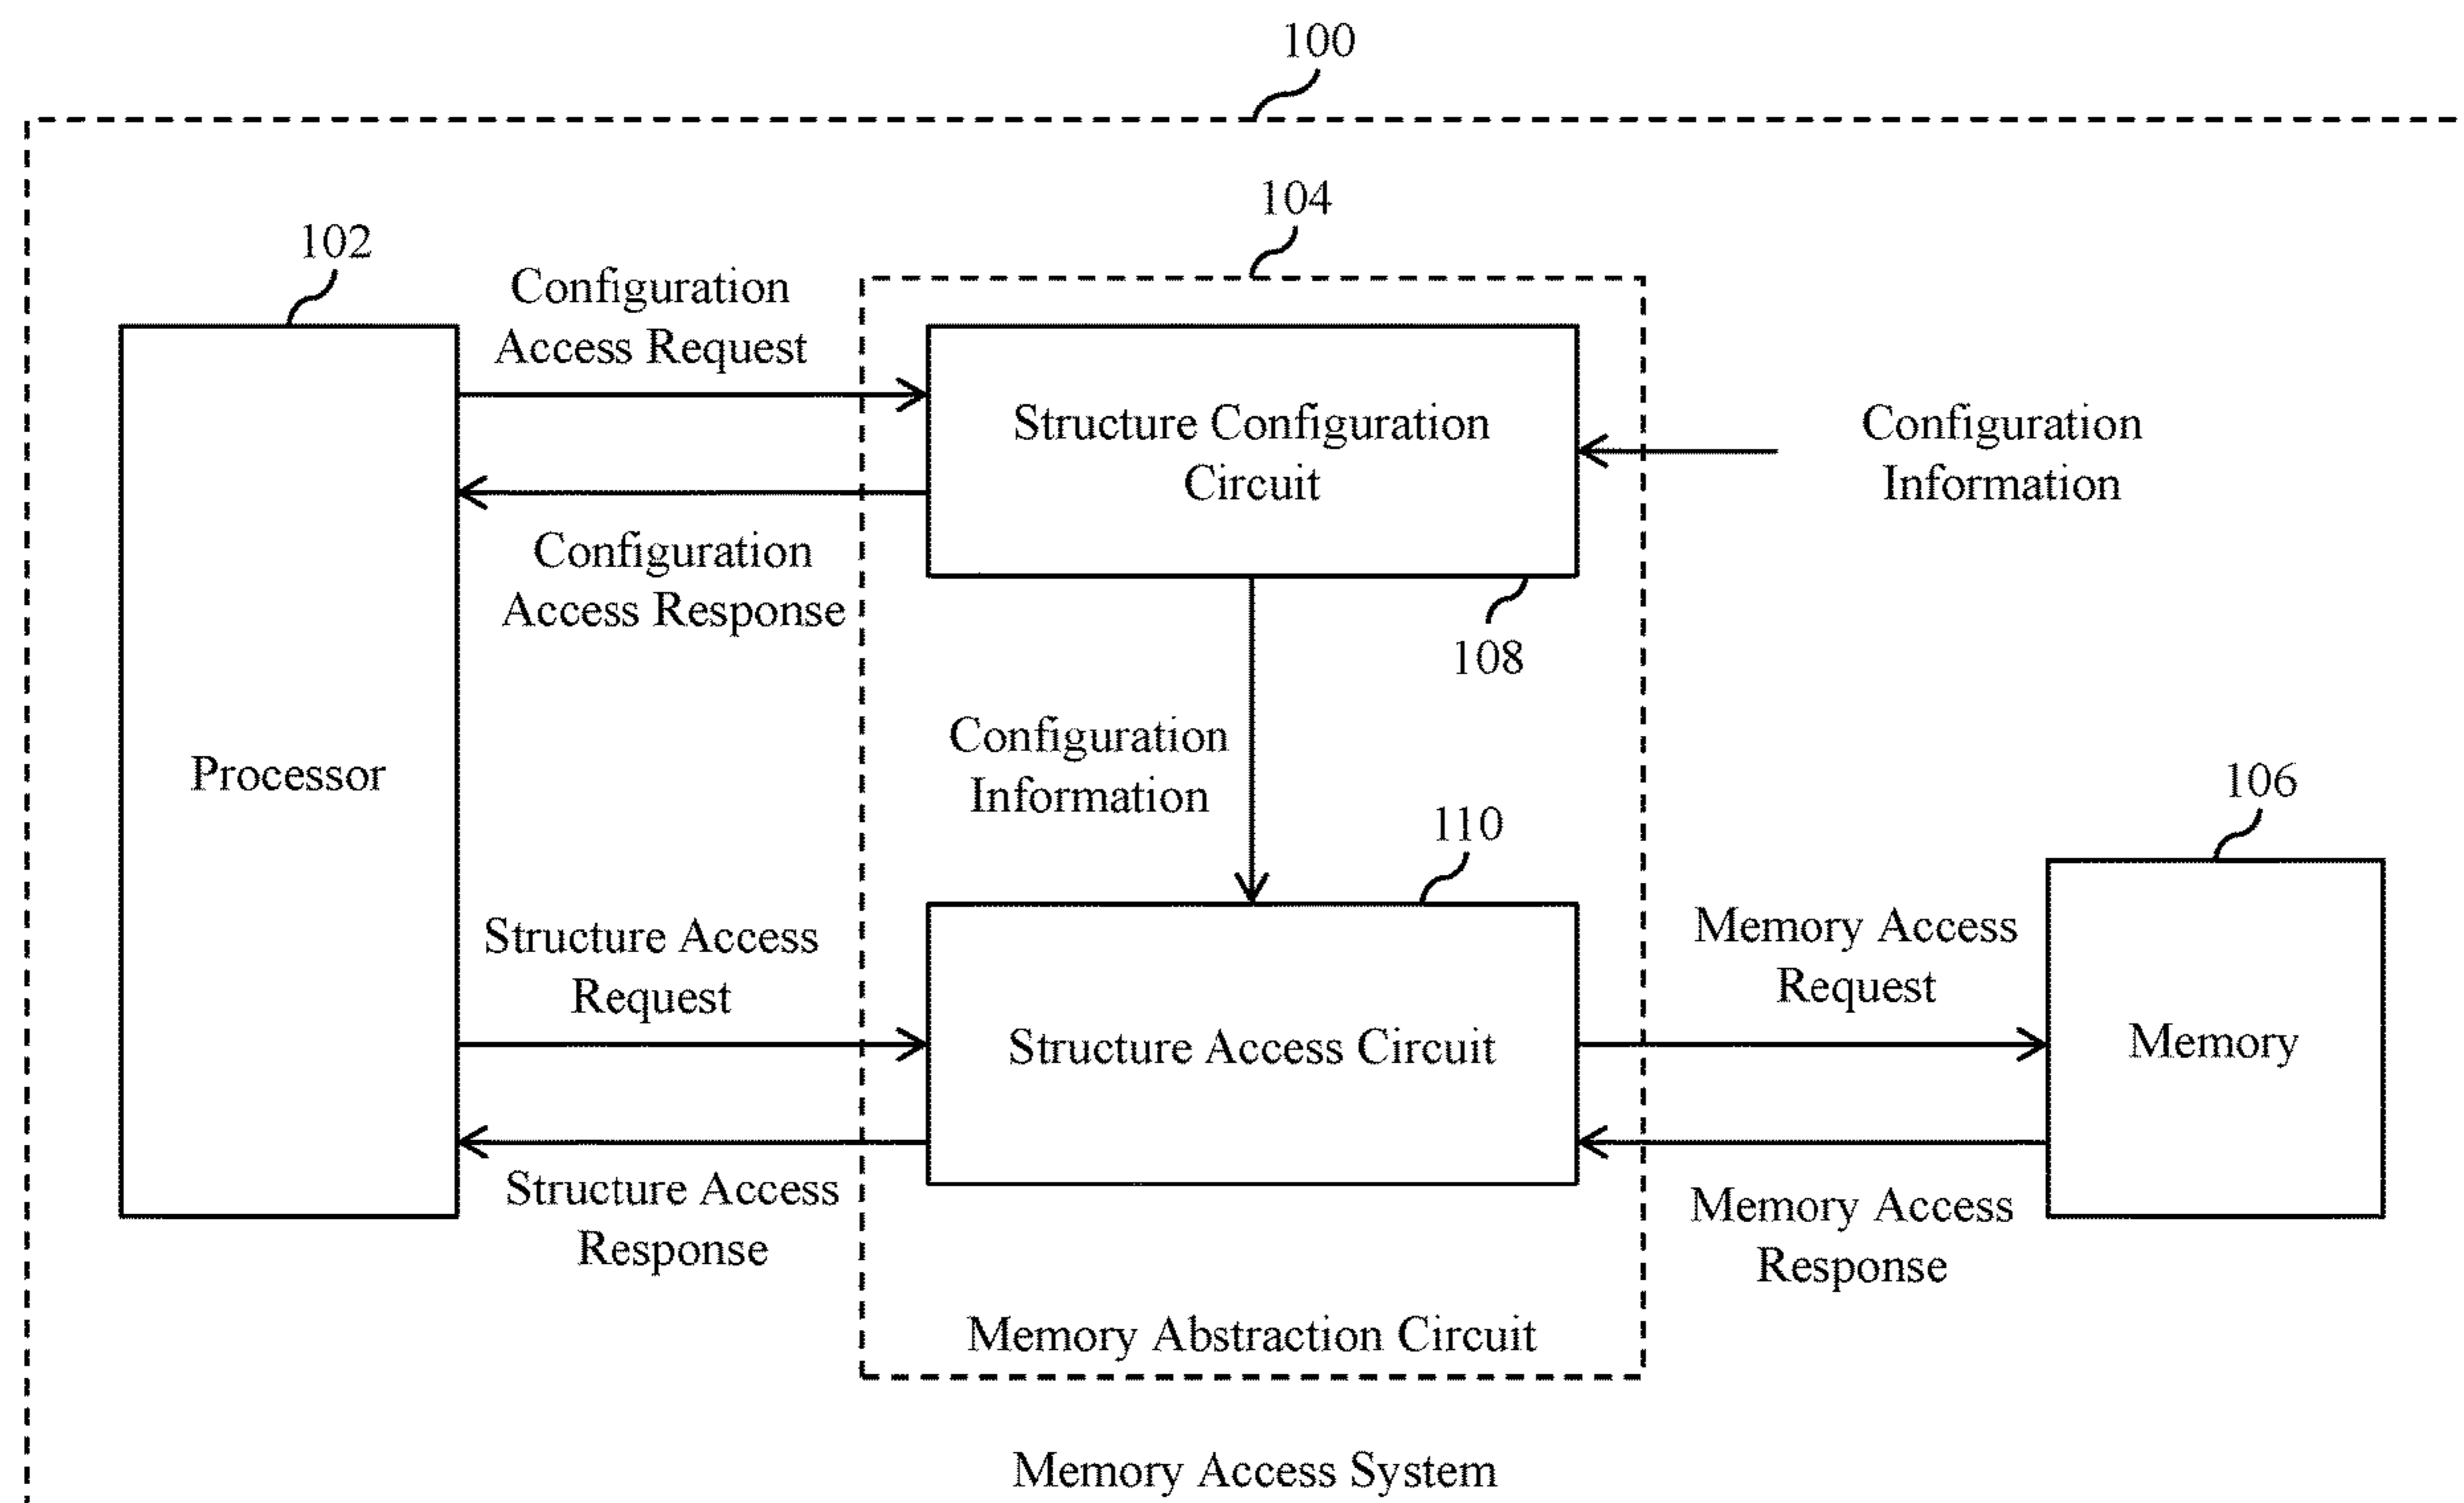 100
104
102
Configuration
Access Request
Structure Configuration
Circuit
Configuration
Information
Configuration
Access Response
108
Configuration
Information
Processor
110
106
Structure Access
Request
Structure Access Circuit
Memory Access
Request
Memory
Structure Access
Response
Memory Access
Response
Memory Abstraction Circuit
Memory Access System